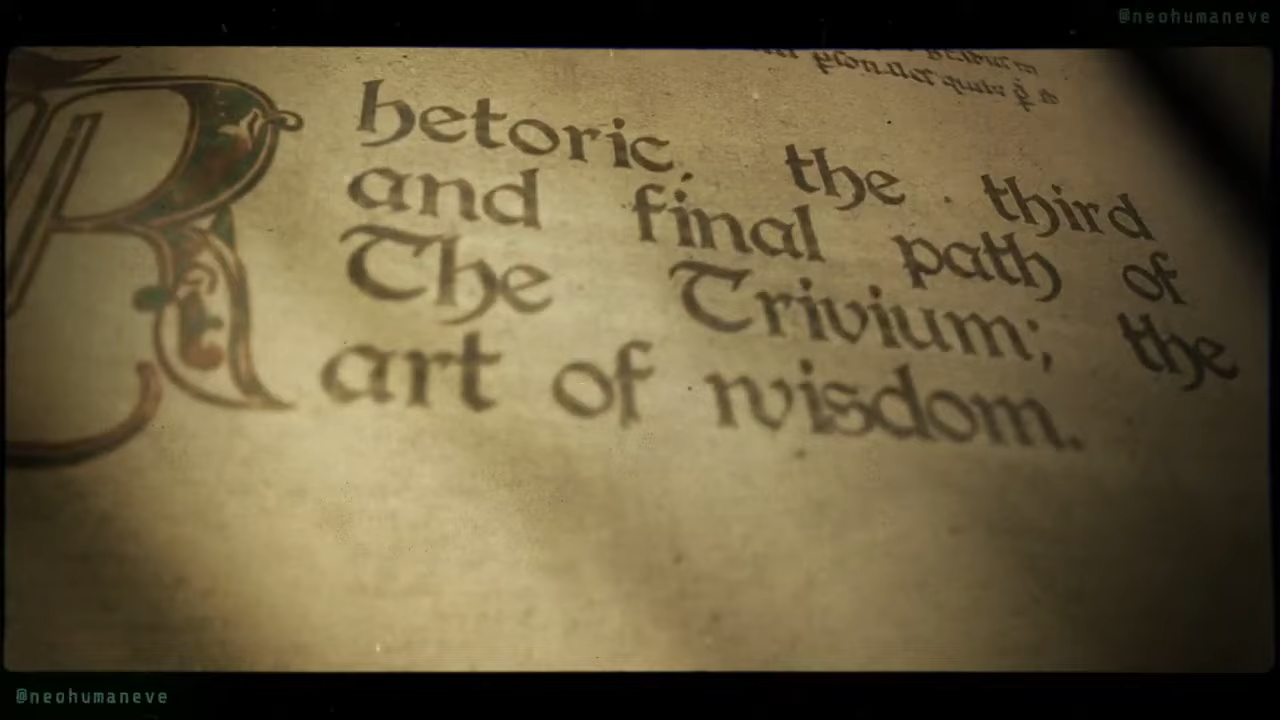 @neohumaneve
Rhetoric, the third
and final path of
The Trivium; the
art of wisdom.
@neohumaneve